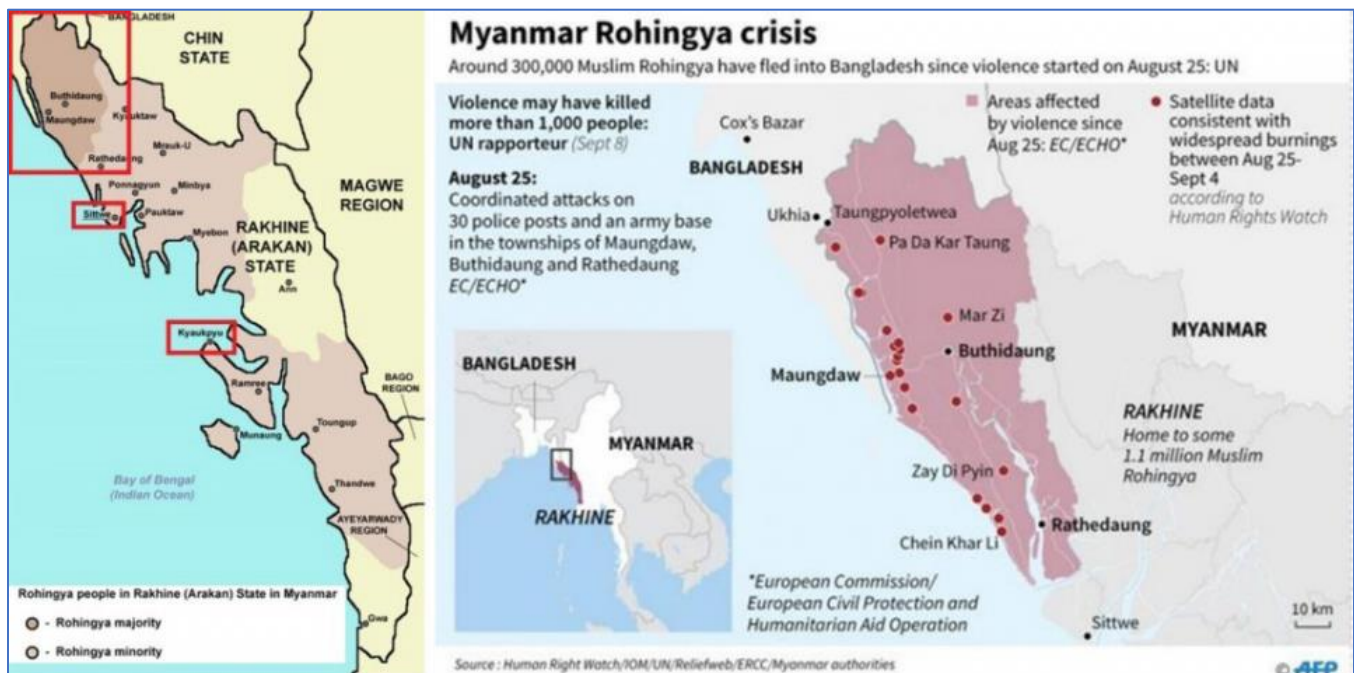 BANGLADESH
CHIN
STATE
Buthidaung
Maungdaw
Kyauktaw
Mrauk-U
Rathedaung
Ponnagyun
Minbya
Sittwe
Pauktaw
Myebon
MAGWE
REGION
RAKHINE
(ARAKAN)
STATE
Ann
Kyaukpyu
Ramree
BAGO
REGION
Toungup
Munaung
Bay of Bengal
(Indian Ocean)
Thandwe
AYEYARWADY
REGION
Gwa
Rohingya people in Rakhine (Arakan) State in Myanmar
- Rohingya majority
- Rohingya minority
Myanmar Rohingya crisis
Around 300,000 Muslim Rohingya have fled into Bangladesh since violence started on August 25: UN
Violence may have killed
more than 1,000 people:
UN rapporteur (Sept 8)
August 25:
Coordinated attacks on
30 police posts and an army base
in the townships of Maungdaw,
Buthidaung and Rathedaung
EC/ECHO*
BANGLADESH
MYANMAR
RAKHINE
Cox's Bazar
BANGLADESH
Areas affected
by violence since
Aug 25: EC/ECHO*
Satellite data
consistent with
widespread burnings
between Aug 25-
Sept 4
according to
Human Rights Watch
Ukhia
Taungpyoletwea
Pa Da Kar Taung
Mar Zi
MYANMAR
Buthidaung
Maungdaw
RAKHINE
Home to some
1.1 million Muslim
Rohingya
Zay Di Pyin
Rathedaung
Chein Khar Li
*European Commission/
European Civil Protection and
Humanitarian Aid Operation
Sittwe
10 km
Source : Human Right Watch/IOM/UN/Reliefweb/ERCC/Myanmar authorities
© AFP